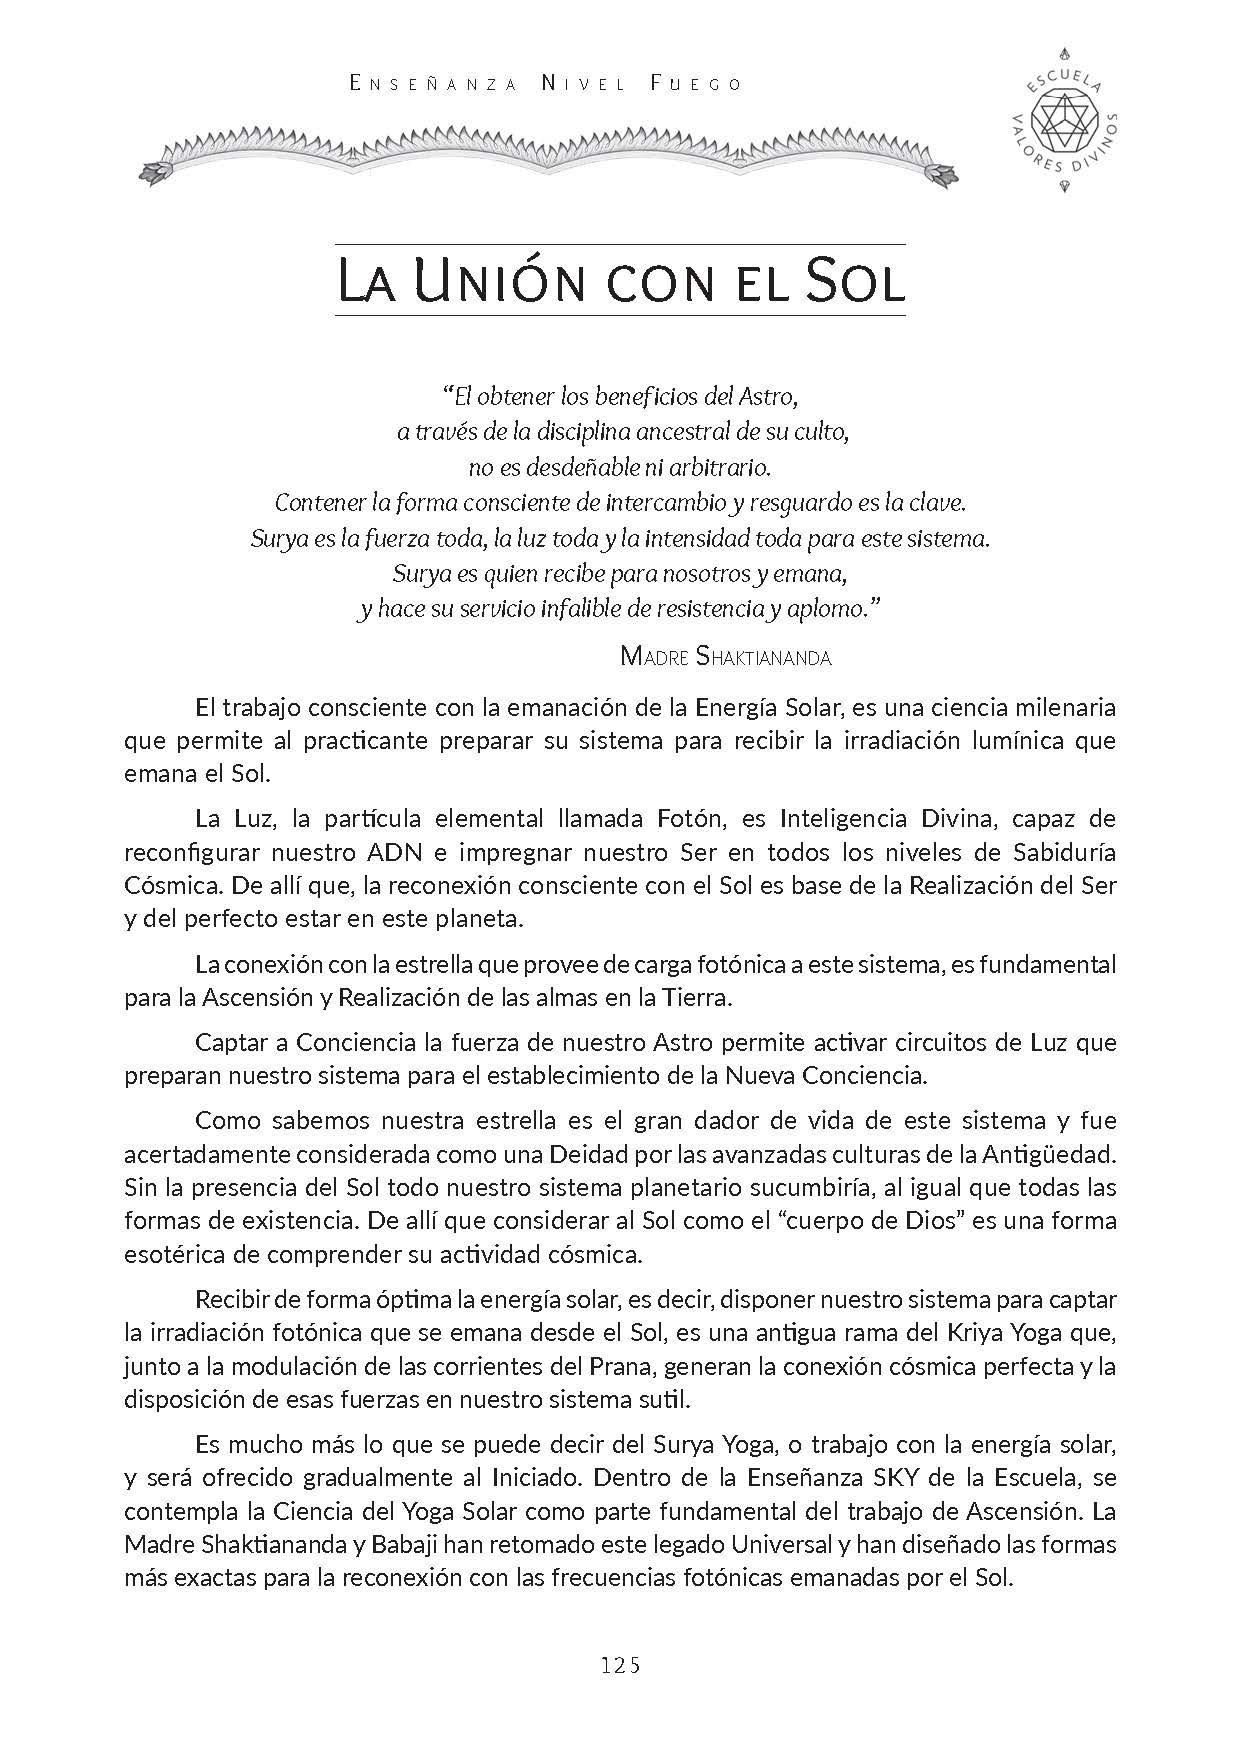 Enseñanza Nivel Fuego
ESCUELA
VALORES DIVINOS
La Unión con el Sol
“El obtener los beneficios del Astro,
a través de la disciplina ancestral de su culto,
no es desdeñable ni arbitrario.
Contener la forma consciente de intercambio y resguardo es la clave.
Surya es la fuerza toda, la luz toda y la intensidad toda para este sistema.
Surya es quien recibe para nosotros y emana,
y hace su servicio infalible de resistencia y aplomo.”
Madre Shaktiananda
El trabajo consciente con la emanación de la Energía Solar, es una ciencia milenaria
que permite al practicante preparar su sistema para recibir la irradiación lumínica que
emana el Sol.
La Luz, la partícula elemental llamada Fotón, es Inteligencia Divina, capaz de
reconfigurar nuestro ADN e impregnar nuestro Ser en todos los niveles de Sabiduría
Cósmica. De allí que, la reconexión consciente con el Sol es base de la Realización del Ser
y del perfecto estar en este planeta.
La conexión con la estrella que provee de carga fotónica a este sistema, es fundamental
para la Ascensión y Realización de las almas en la Tierra.
Captar a Conciencia la fuerza de nuestro Astro permite activar circuitos de Luz que
preparan nuestro sistema para el establecimiento de la Nueva Conciencia.
Como sabemos nuestra estrella es el gran dador de vida de este sistema y fue
acertadamente considerada como una Deidad por las avanzadas culturas de la Antigüedad.
Sin la presencia del Sol todo nuestro sistema planetario sucumbiría, al igual que todas las
formas de existencia. De allí que considerar al Sol como el “cuerpo de Dios” es una forma
esotérica de comprender su actividad cósmica.
Recibir de forma óptima la energía solar, es decir, disponer nuestro sistema para captar
la irradiación fotónica que se emana desde el Sol, es una antigua rama del Kriya Yoga que,
junto a la modulación de las corrientes del Prana, generan la conexión cósmica perfecta y la
disposición de esas fuerzas en nuestro sistema sutil.
Es mucho más lo que se puede decir del Surya Yoga, o trabajo con la energía solar,
y será ofrecido gradualmente al Iniciado. Dentro de la Enseñanza SKY de la Escuela, se
contempla la Ciencia del Yoga Solar como parte fundamental del trabajo de Ascensión. La
Madre Shaktiananda y Babaji han retomado este legado Universal y han diseñado las formas
más exactas para la reconexión con las frecuencias fotónicas emanadas por el Sol.
125